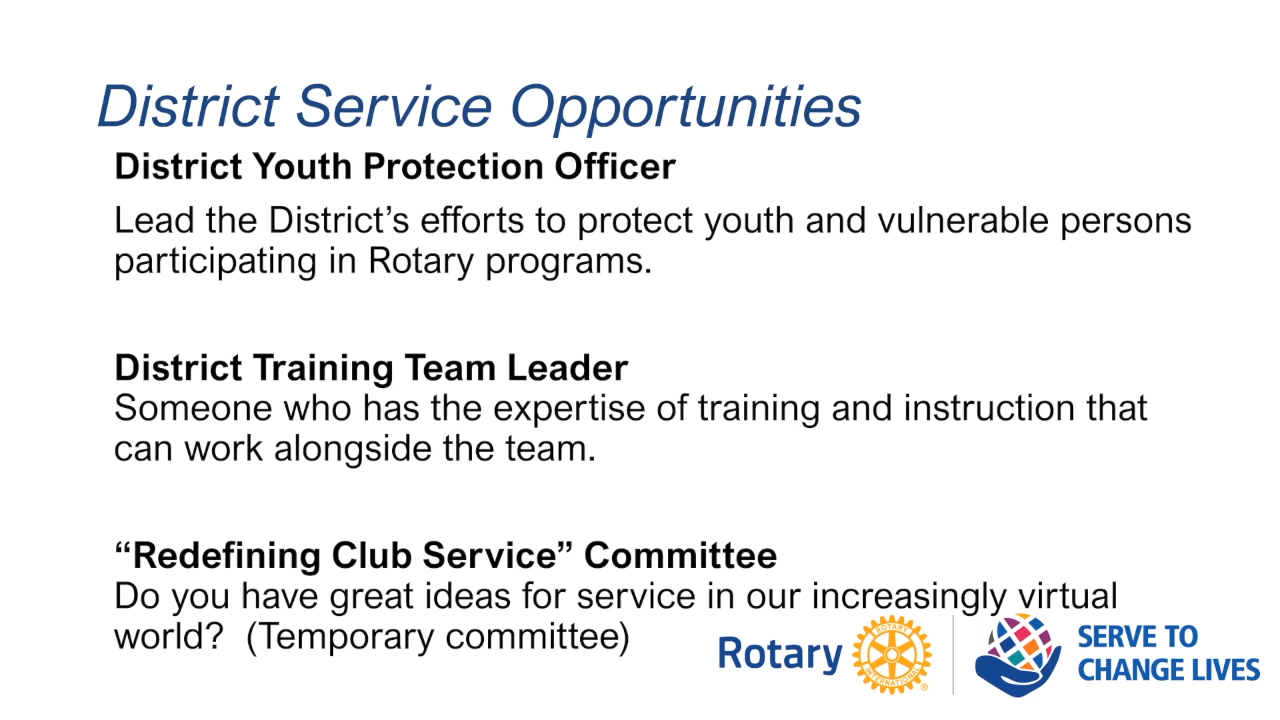 District Service Opportunities
District Youth Protection Officer
Lead the District’s efforts to protect youth and vulnerable persons
participating in Rotary programs.
District Training Team Leader
Someone who has the expertise of training and instruction that
can work alongside the team.
“Redefining Club Service” Committee
Do you have great ideas for service in our increasingly virtual
world?  (Temporary committee)
Rotary
ROTARY
INTERNATIONAL
®
SERVE TO
CHANGE LIVES